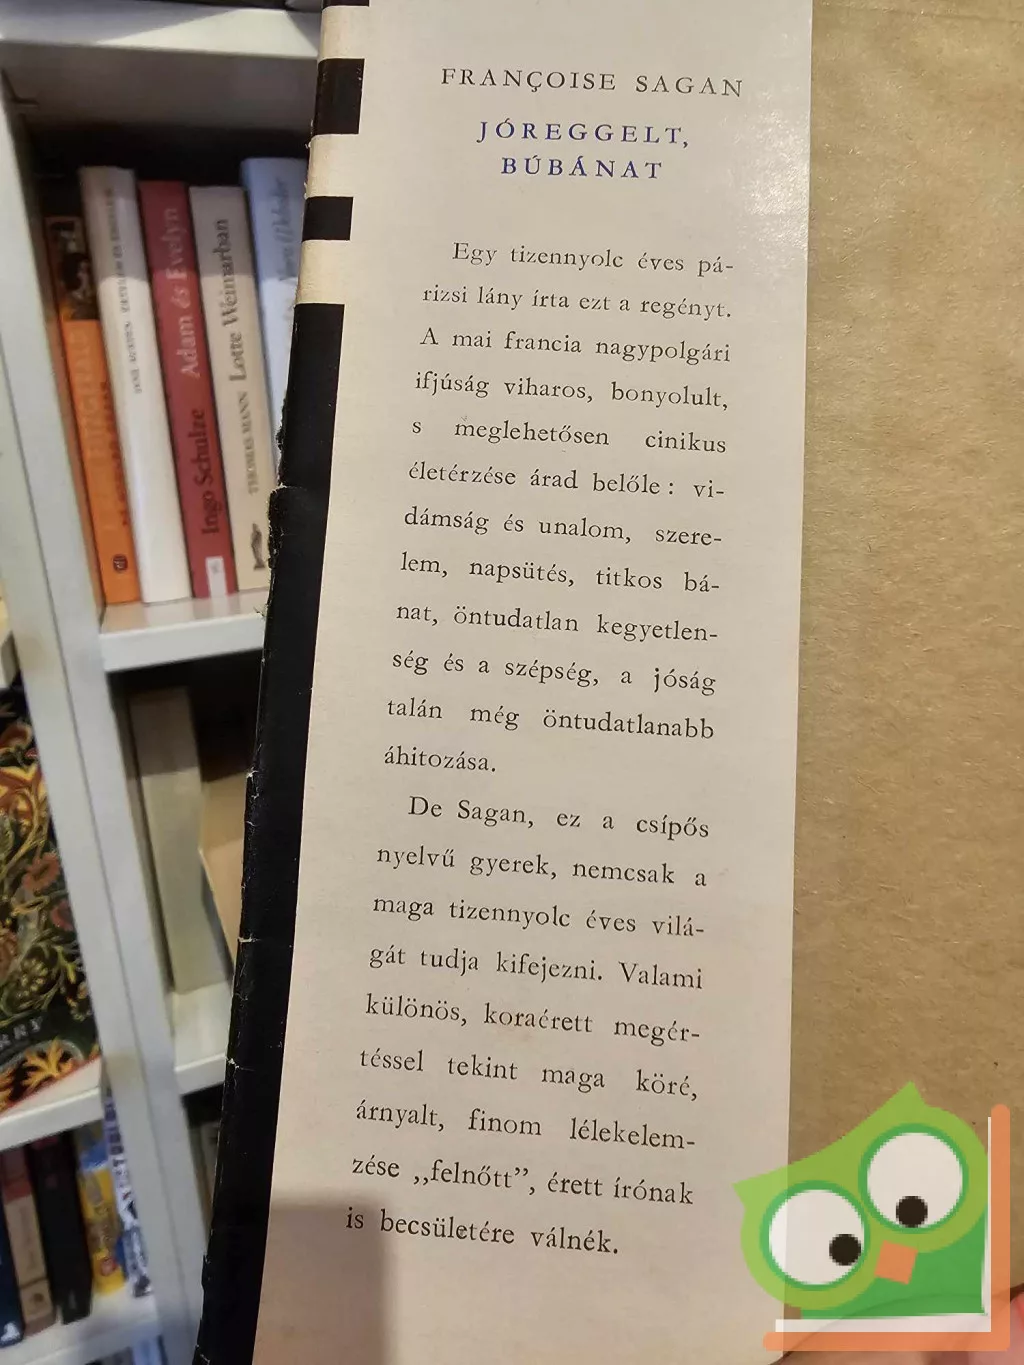 FRANÇOISE SAGAN
JÓREGGELT,
BÚBÁNAT
Egy tizennyolc éves pá-
rizsi lány írta ezt a regényt.
A mai francia nagypolgári
ifjúság viharos, bonyolult,
s meglehetősen cinikus
életérzése árad belőle: vi-
dámság és unalom, szere-
lem, napsütés, titkos bá-
nat, öntudatlan kegyetlen-
ség és a szépség, a jóság
talán még öntudatlanabb
áhitozása.
De Sagan, ez a csípős
nyelvű gyerek, nemcsak a
maga tizennyolc éves vilá-
gát tudja kifejezni. Valami
különös, koraérett megér-
téssel tekint maga köré,
árnyalt, finom lélekelem-
zése „felnőtt”, érett írónak
is becsületére válnék.
Ingo Schulze Adam és Evelyn
THOMAS MANN Lotte Weimarban
RRY